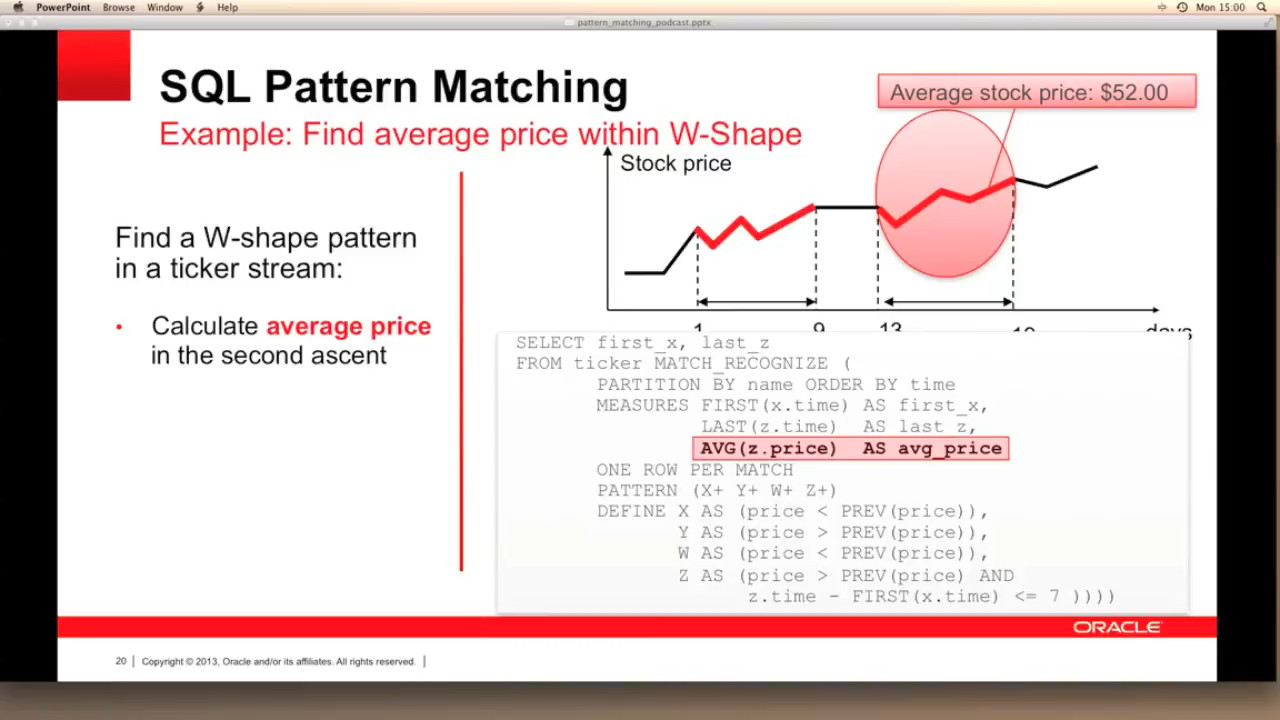 PowerPoint Browse Window Help Mon 15:00
pattern_matching_podcast.pptx
SQL Pattern Matching
Example: Find average price within W-Shape
Average stock price: $52.00
Stock price
Find a W-shape pattern
in a ticker stream:
• Calculate average price
in the second ascent
1 9 13 19 days
SELECT first_x, last_z
FROM ticker MATCH_RECOGNIZE (
PARTITION BY name ORDER BY time
MEASURES FIRST(x.time) AS first_x,
LAST(z.time) AS last_z,
AVG(z.price) AS avg_price
ONE ROW PER MATCH
PATTERN (X+ Y+ W+ Z+)
DEFINE X AS (price < PREV(price)),
Y AS (price > PREV(price)),
W AS (price < PREV(price)),
Z AS (price > PREV(price) AND
z.time - FIRST(x.time) <= 7 ))))
ORACLE
20 | Copyright © 2013, Oracle and/or its affiliates. All rights reserved. |